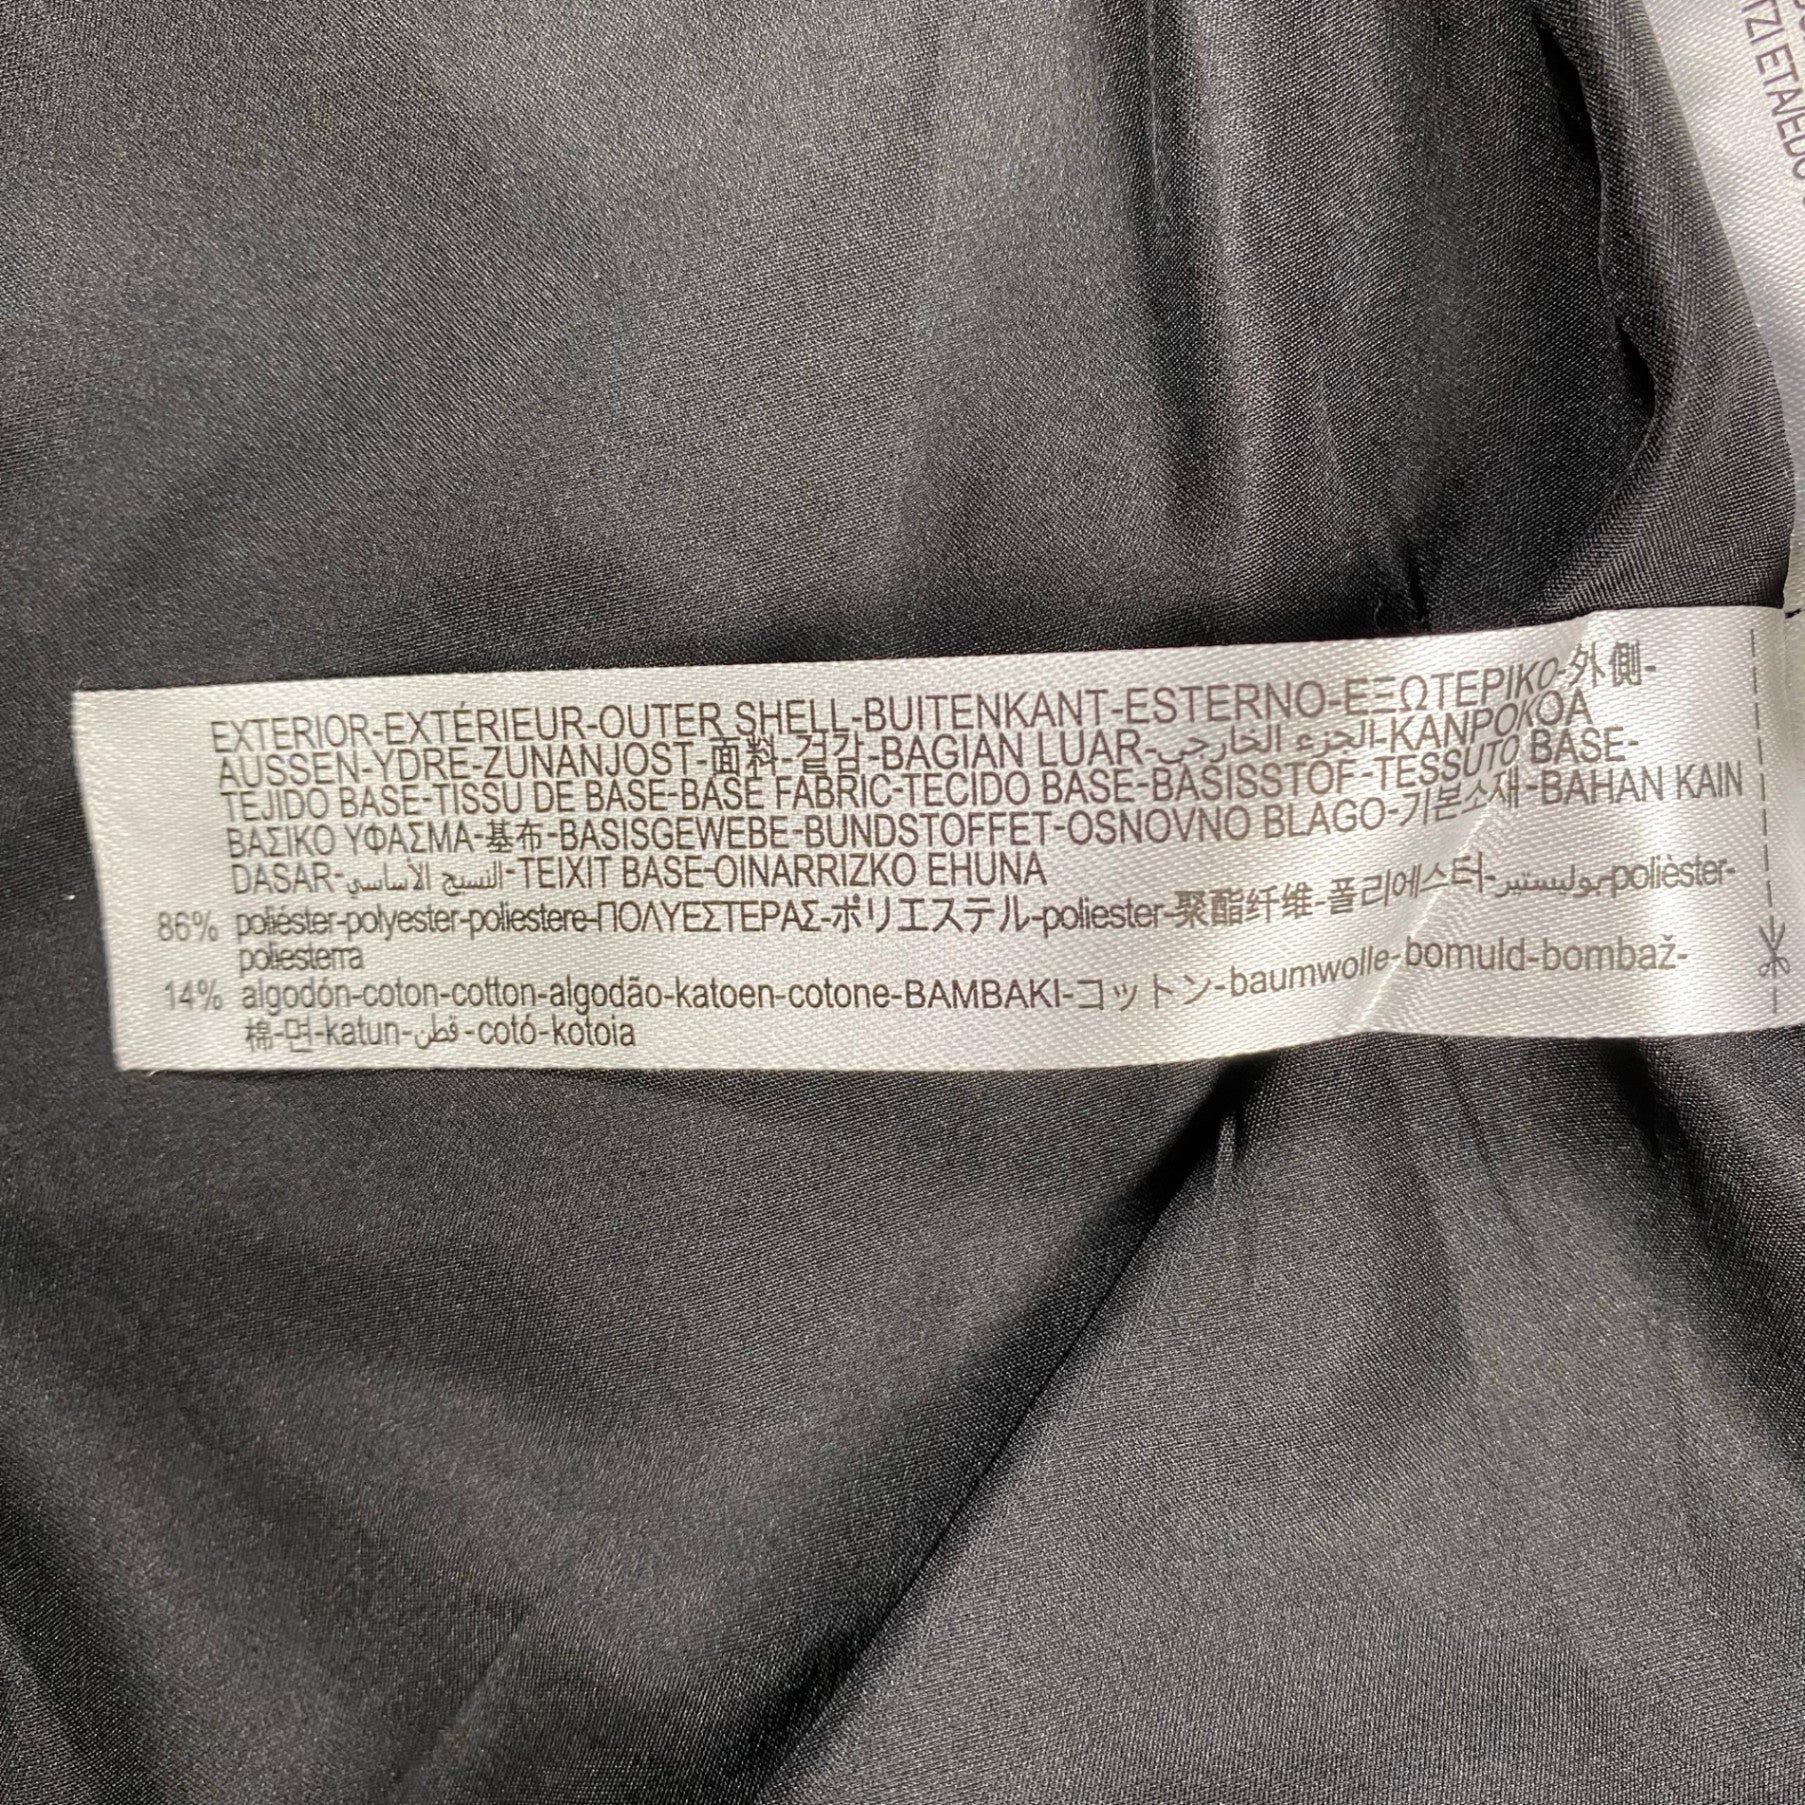 TZI ETA EDO
EXTERIOR-EXTÉRIEUR-OUTER SHELL-BUITENKANT-ESTERNO-ΕΞΩΤΕΡΙΚΟ-外側-
AUSSEN-YDRE-ZUNANJOST-面料-겉감-BAGIAN LUAR-الجزء الخارجي-KANPOKOA
TEJIDO BASE-TISSU DE BASE-BASE FABRIC-TECIDO BASE-BASISSTOF-TESSUTO BASE-
ΒΑΣΙΚΟ ΥΦΑΣΜΑ-基布-BASISGEWEBE-BUNDSTOFFET-OSNOVNO BLAGO-기본소재-BAHAN KAIN
DASAR-النسيج الأساسي-TEIXIT BASE-OINARRIZKO EHUNA
86% poliéster-polyester-poliestere-ΠΟΛΥΕΣΤΕΡΑΣ-ポリエステル-poliester-聚酯纤维-폴리에스터-بوليستير-polièster-
poliesterra
14% algodón-coton-cotton-algodão-katoen-cotone-BAMBAKI-コットン-baumwolle-bomuld-bombaž-
棉-면-katun-قطن-cotó-kotoia